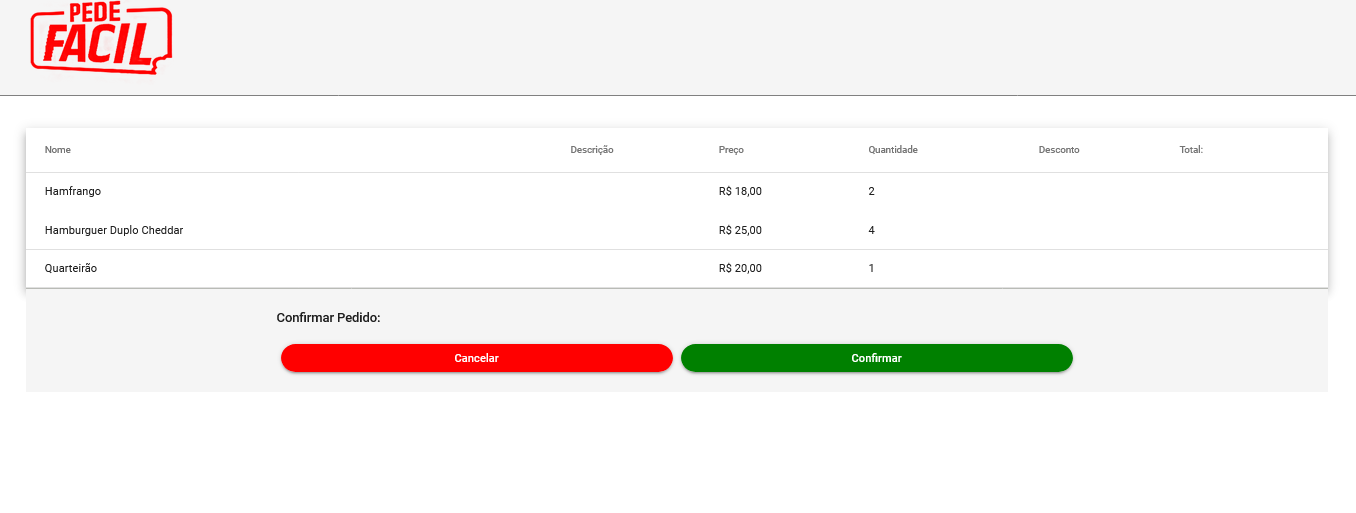 PEDE
FACIL
Nome Descrição Preço Quantidade Desconto Total:
Hamfrango R$ 18,00 2
Hamburguer Duplo Cheddar R$ 25,00 4
Quarteirão R$ 20,00 1
Confirmar Pedido:
Cancelar Confirmar